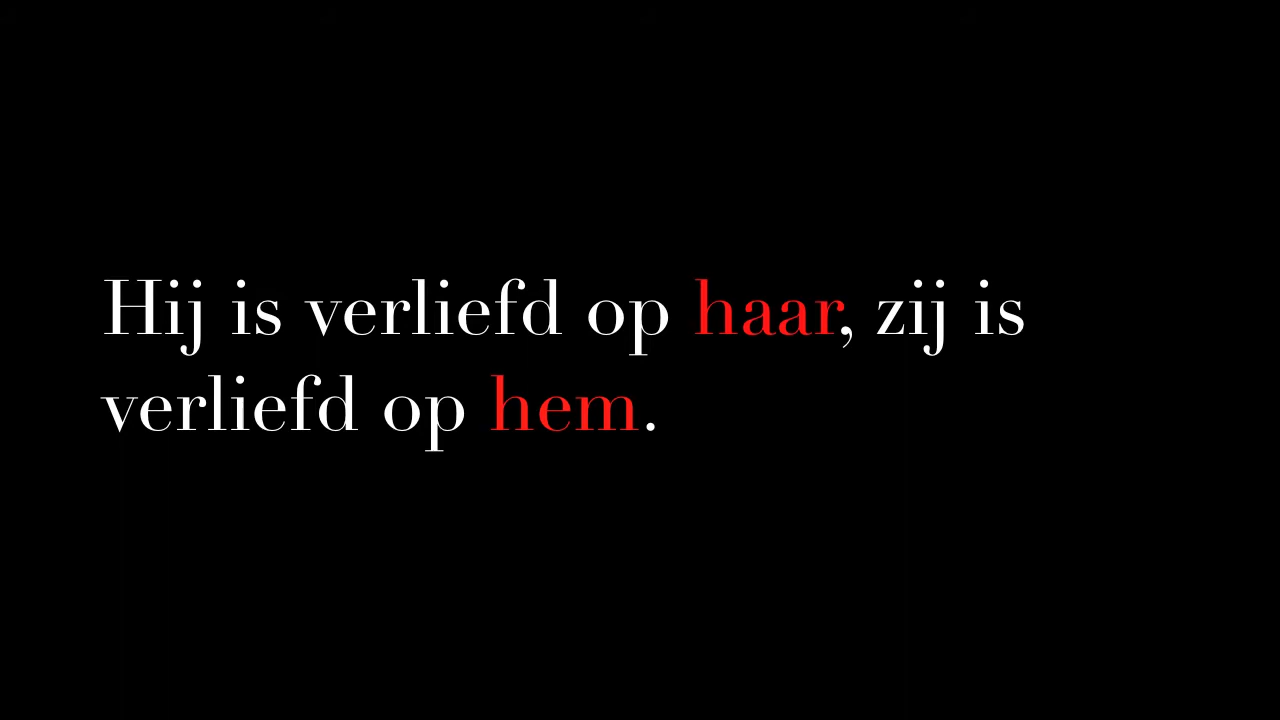 Hij is verliefd op haar, zij is
verliefd op hem.